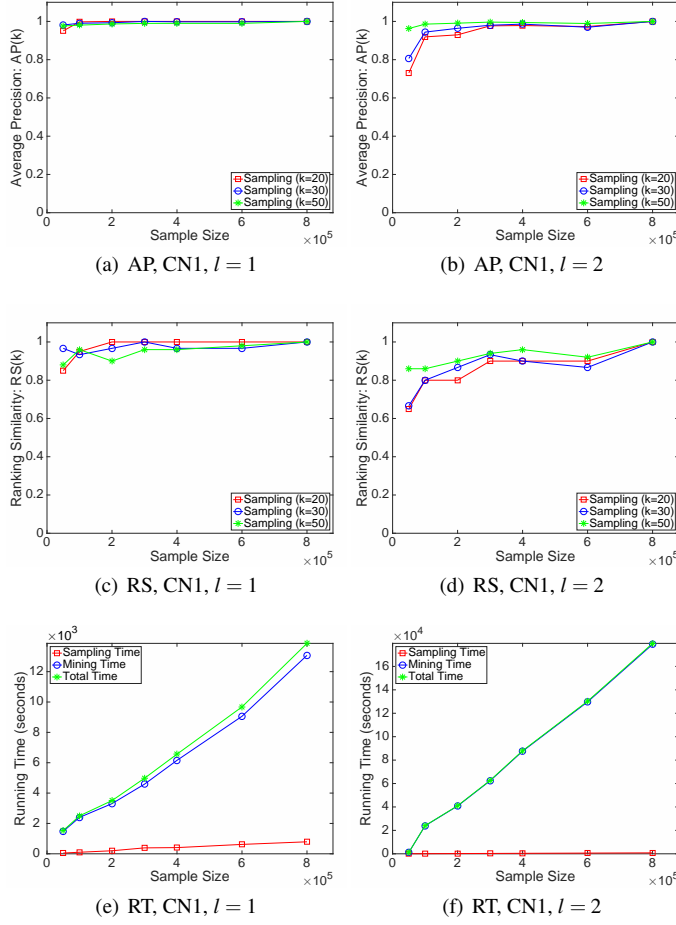 Average Precision: AP(k)
1
0.8
0.6
0.4
0.2
0
Sampling (k=20)
Sampling (k=30)
Sampling (k=50)
0 2 4 6 8
Sample Size ×10^5
(a) AP, CN1, l = 1
Average Precision: AP(k)
1
0.8
0.6
0.4
0.2
0
Sampling (k=20)
Sampling (k=30)
Sampling (k=50)
0 2 4 6 8
Sample Size ×10^5
(b) AP, CN1, l = 2
Ranking Similarity: RS(k)
1
0.8
0.6
0.4
0.2
0
Sampling (k=20)
Sampling (k=30)
Sampling (k=50)
0 2 4 6 8
Sample Size ×10^5
(c) RS, CN1, l = 1
Ranking Similarity: RS(k)
1
0.8
0.6
0.4
0.2
0
Sampling (k=20)
Sampling (k=30)
Sampling (k=50)
0 2 4 6 8
Sample Size ×10^5
(d) RS, CN1, l = 2
×10^3
Running Time (seconds)
Sampling Time
Mining Time
Total Time
12
10
8
6
4
2
0
0 2 4 6 8
Sample Size ×10^5
(e) RT, CN1, l = 1
×10^4
Running Time (seconds)
Sampling Time
Mining Time
Total Time
16
14
12
10
8
6
4
2
0
0 2 4 6 8
Sample Size ×10^5
(f) RT, CN1, l = 2